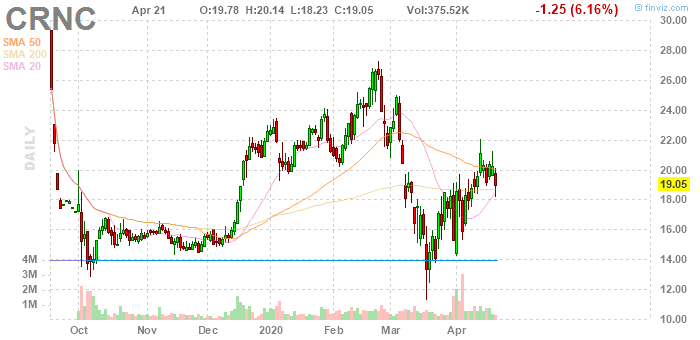 CRNC
Apr 21 O:19.78 H:20.14 L:18.23 C:19.05 Vol:375.52K -1.25 (6.16%)
© finviz.com
SMA 50
SMA 200
SMA 20
DAILY
30.00
28.00
26.00
24.00
22.00
20.00
19.05
18.00
16.00
14.00
12.00
10.00
4M
3M
2M
1M
Oct Nov Dec 2020 Feb Mar Apr